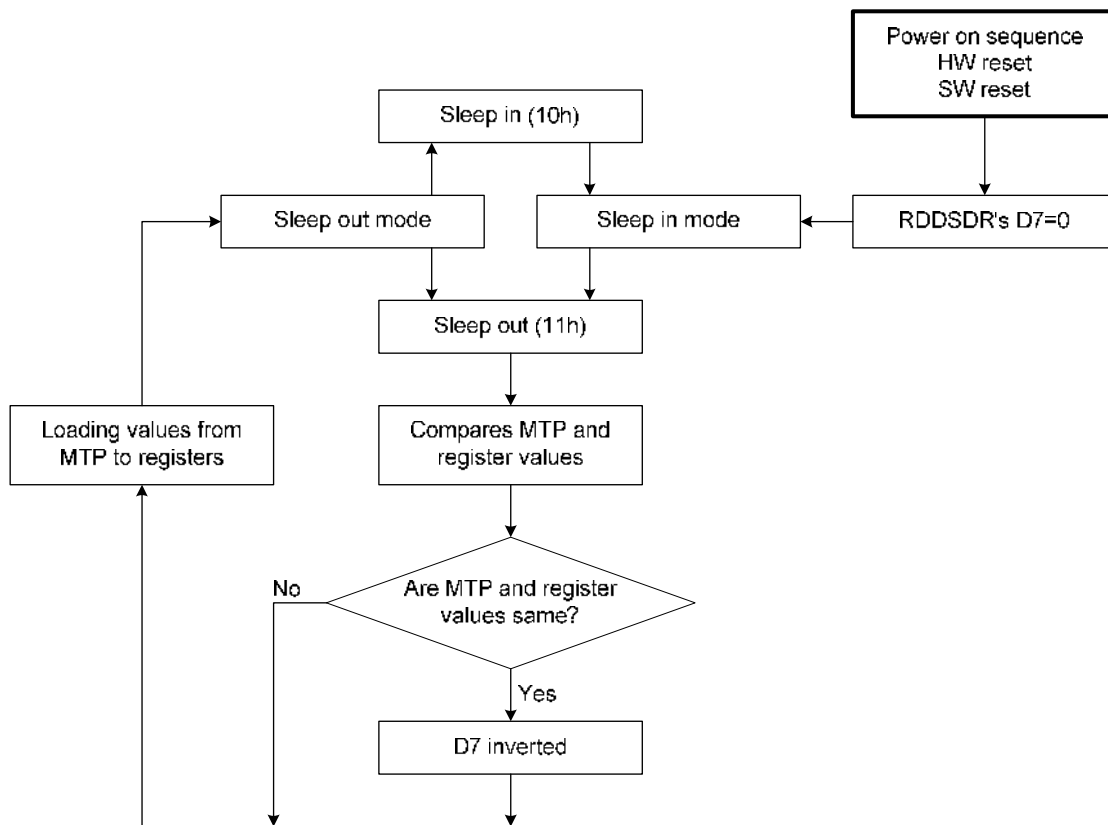 Power on sequence
HW reset
SW reset
Sleep in (10h)
Sleep out mode
Sleep in mode
RDDSDR's D7=0
Sleep out (11h)
Loading values from
MTP to registers
Compares MTP and
register values
No
Are MTP and register
values same?
Yes
D7 inverted